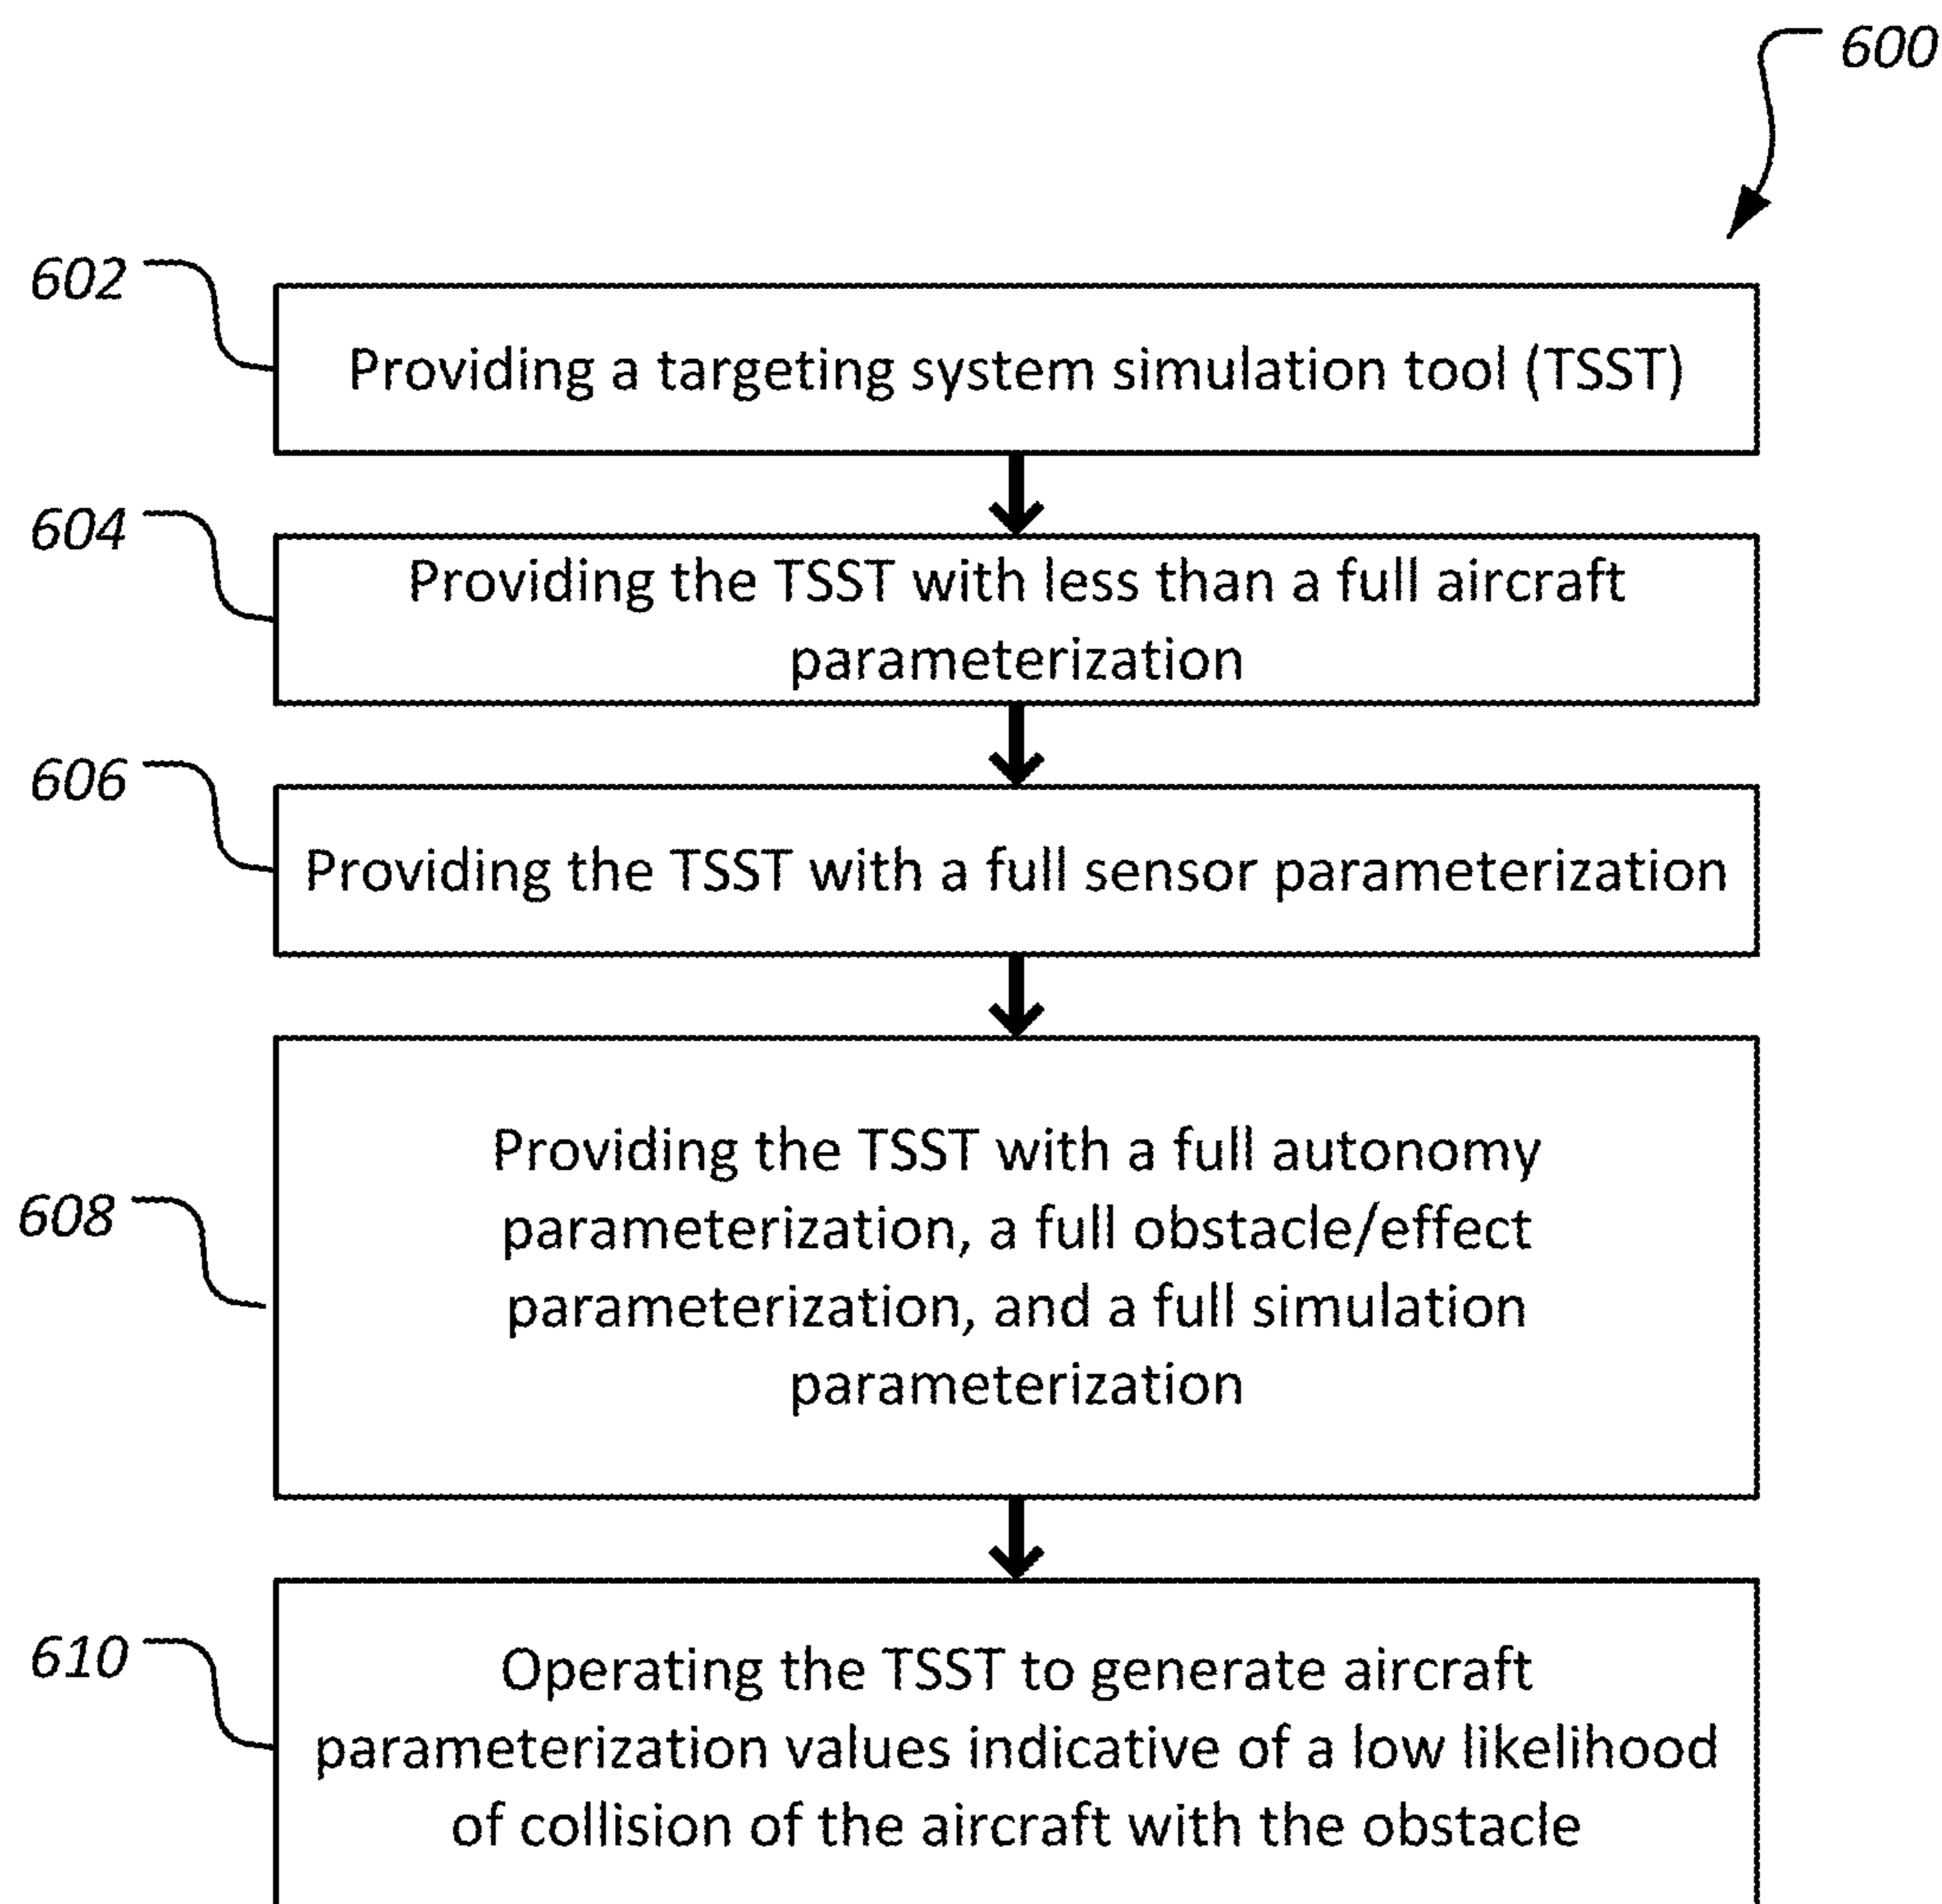 600
602
Providing a targeting system simulation tool (TSST)
604
Providing the TSST with less than a full aircraft
parameterization
606
Providing the TSST with a full sensor parameterization
608
Providing the TSST with a full autonomy
parameterization, a full obstacle/effect
parameterization, and a full simulation
parameterization
610
Operating the TSST to generate aircraft
parameterization values indicative of a low likelihood
of collision of the aircraft with the obstacle